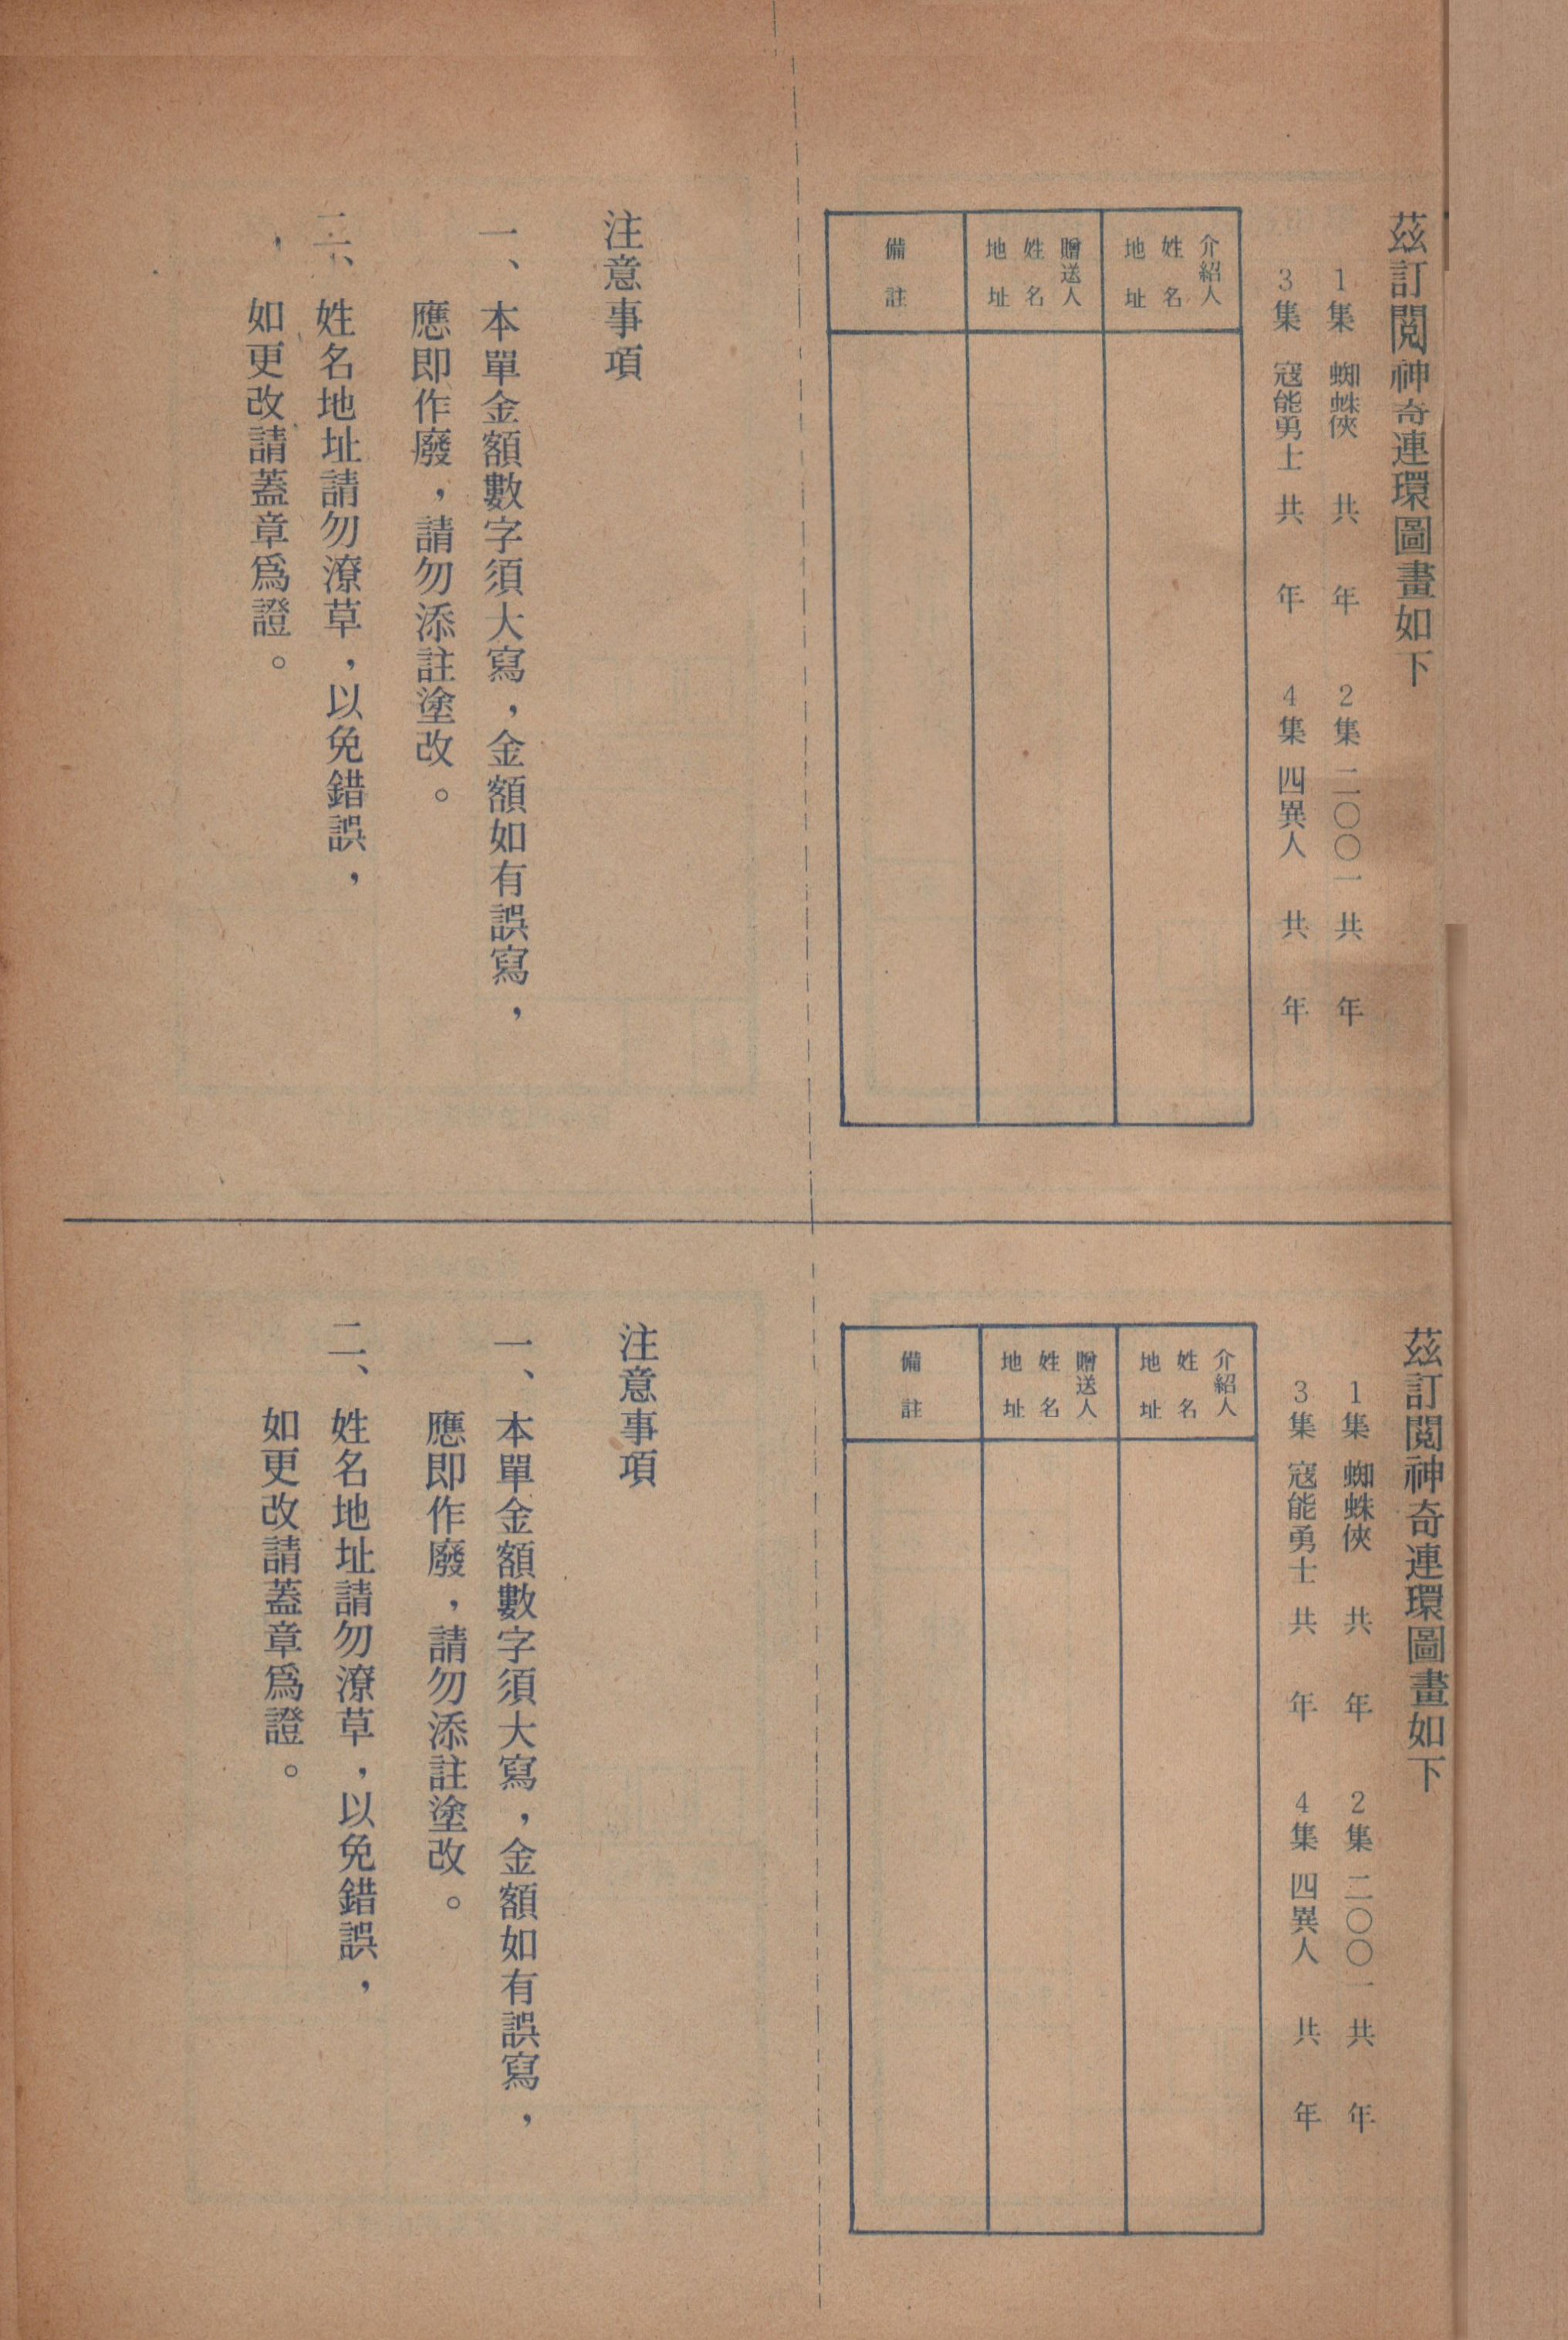 茲訂閲神奇連環圖畫如下
1集 蜘蛛俠 共 年 2集 二〇〇一 共 年
3集 寇能勇士 共 年 4集 四異人 共 年
介紹人
姓名
地址
贈送人
姓名
地址
備註
注意事項
一、本單金額數字須大寫，金額如有誤寫，
應即作廢，請勿添註塗改。
二、姓名地址請勿潦草，以免錯誤，
如更改請蓋章爲證。
茲訂閲神奇連環圖畫如下
1集 蜘蛛俠 共 年 2集 二〇〇一 共 年
3集 寇能勇士 共 年 4集 四異人 共 年
介紹人
姓名
地址
贈送人
姓名
地址
備註
注意事項
一、本單金額數字須大寫，金額如有誤寫，
應即作廢，請勿添註塗改。
二、姓名地址請勿潦草，以免錯誤，
如更改請蓋章爲證。